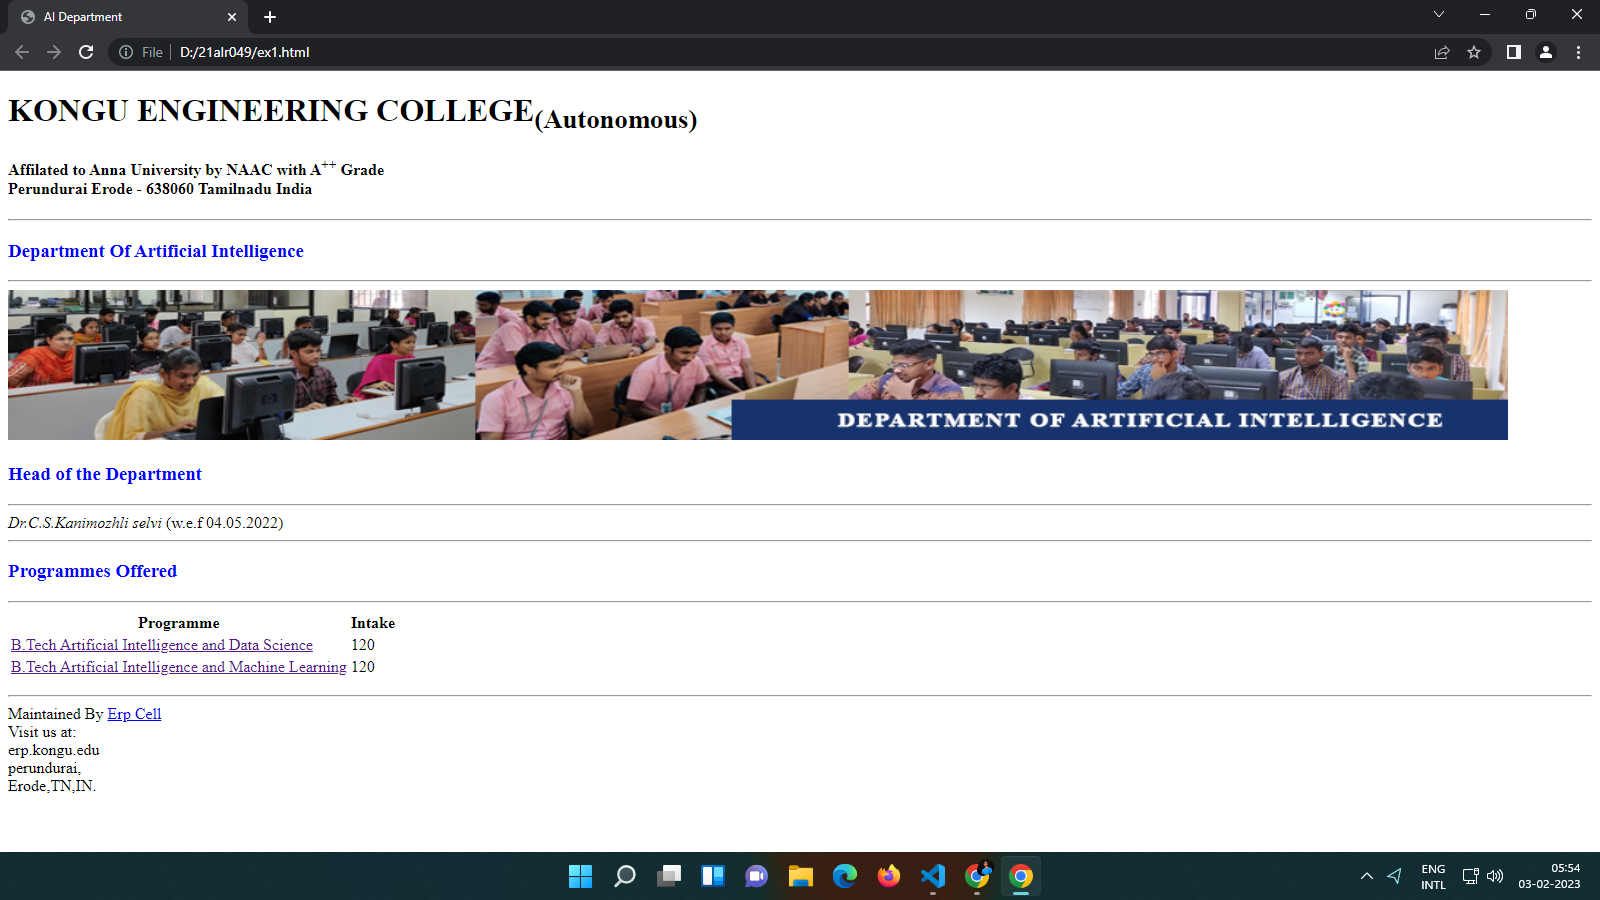 AI Department
File D:/21alr049/ex1.html
KONGU ENGINEERING COLLEGE(Autonomous)
Affilated to Anna University by NAAC with A++ Grade
Perundurai Erode - 638060 Tamilnadu India
Department Of Artificial Intelligence
DEPARTMENT OF ARTIFICIAL INTELLIGENCE
Head of the Department
Dr.C.S.Kanimozhli selvi (w.e.f 04.05.2022)
Programmes Offered
Programme Intake
B.Tech Artificial Intelligence and Data Science 120
B.Tech Artificial Intelligence and Machine Learning 120
Maintained By Erp Cell
Visit us at:
erp.kongu.edu
perundurai,
Erode,TN,IN.
ENG 05:54
INTL 03-02-2023